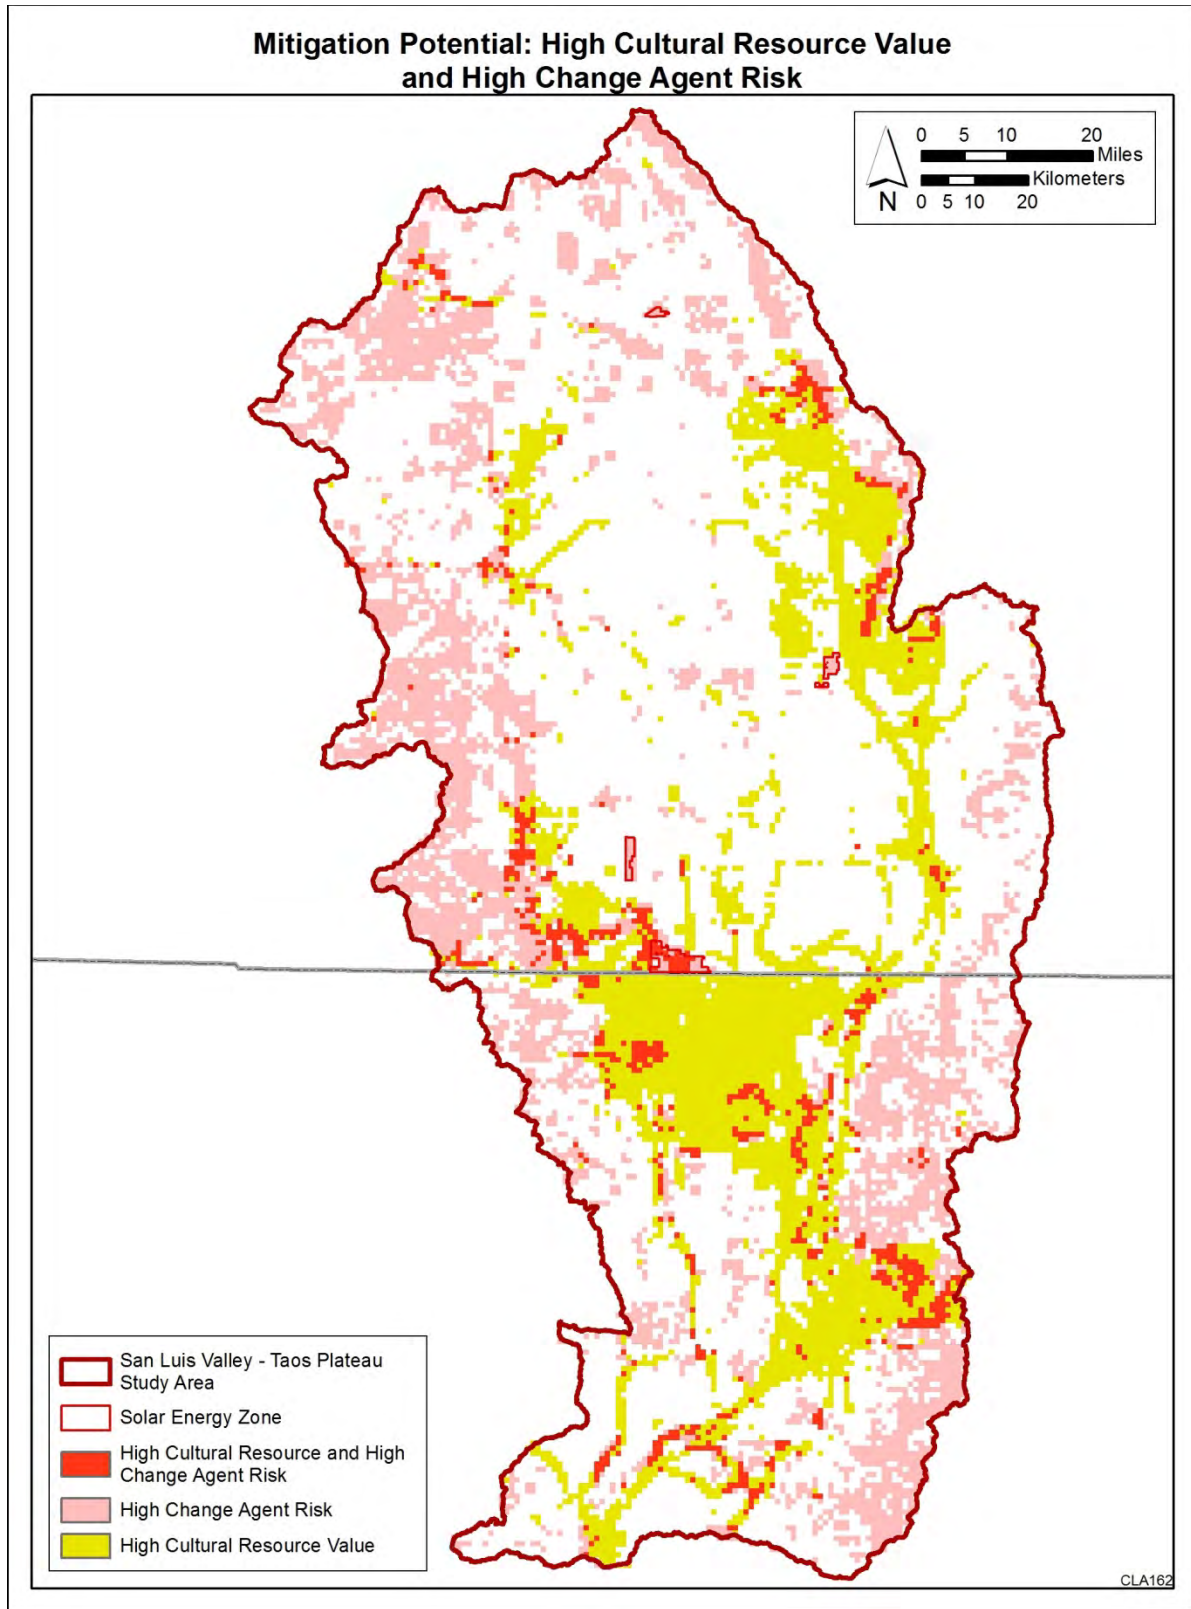 Mitigation Potential: High Cultural Resource Value
and High Change Agent Risk
0 5 10 20
Miles
Kilometers
N 0 5 10 20
San Luis Valley - Taos Plateau
Study Area
Solar Energy Zone
High Cultural Resource and High
Change Agent Risk
High Change Agent Risk
High Cultural Resource Value
CLA162